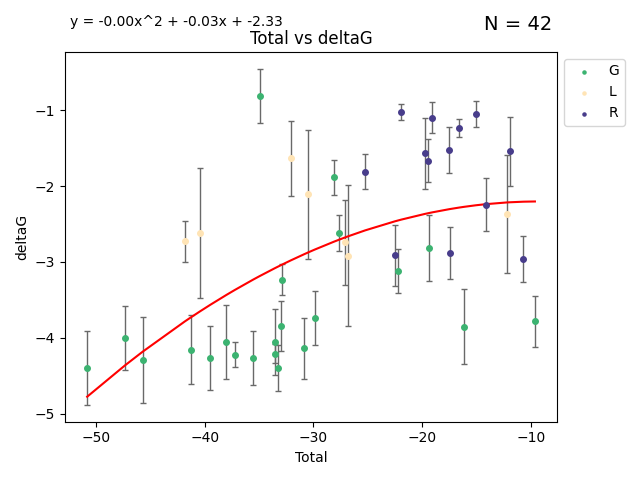 y = -0.00x^2 + -0.03x + -2.33
N = 42
Total vs deltaG
G
L
R
deltaG
−1
−2
−3
−4
−5
−50
−40
−30
−20
−10
Total